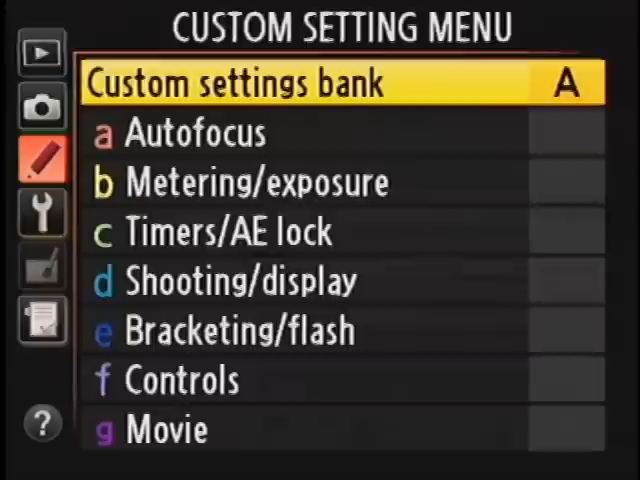 CUSTOM SETTING MENU
Custom settings bank A
a Autofocus
b Metering/exposure
c Timers/AE lock
d Shooting/display
e Bracketing/flash
f Controls
g Movie
?